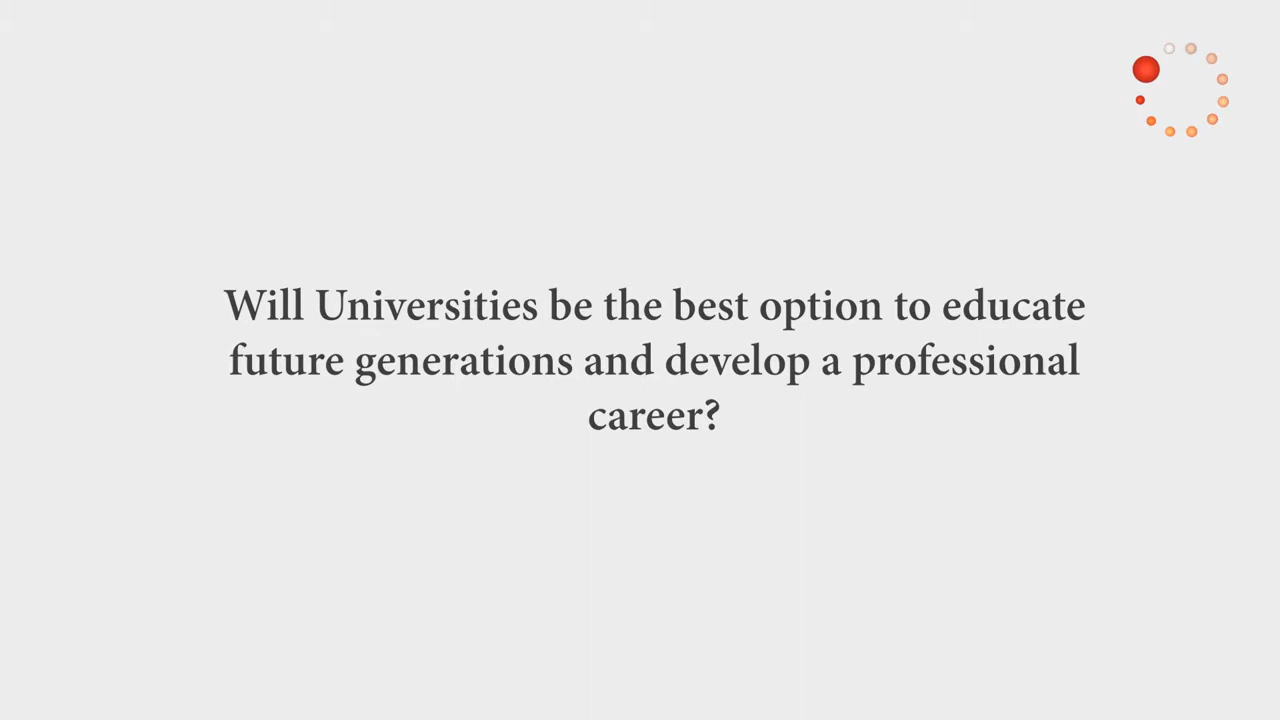 Will Universities be the best option to educate
future generations and develop a professional
career?